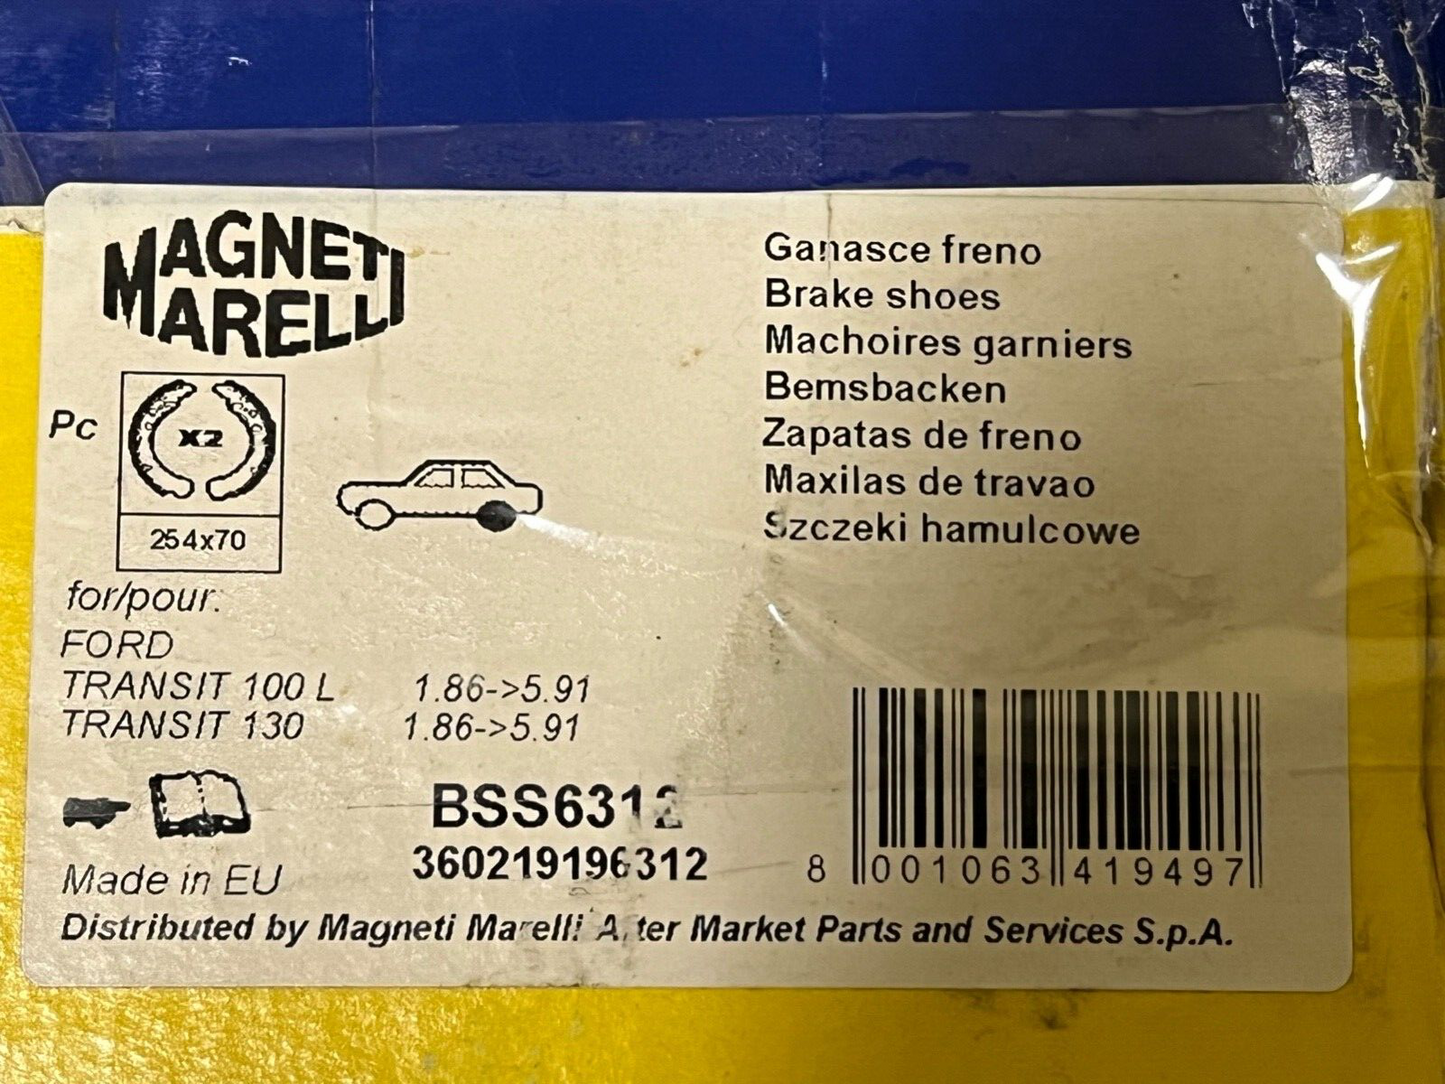 MAGNETI
MARELLI
Ganasce freno
Brake shoes
Machoires garniers
Bemsbacken
Zapatas de freno
Maxilas de travao
Szczeki hamulcowe
Pc
X2
254x70
for/pour:
FORD
TRANSIT 100 L 1.86->5.91
TRANSIT 130 1.86->5.91
BSS6312
360219196312
8 001063 419497
Made in EU
Distributed by Magneti Marelli After Market Parts and Services S.p.A.